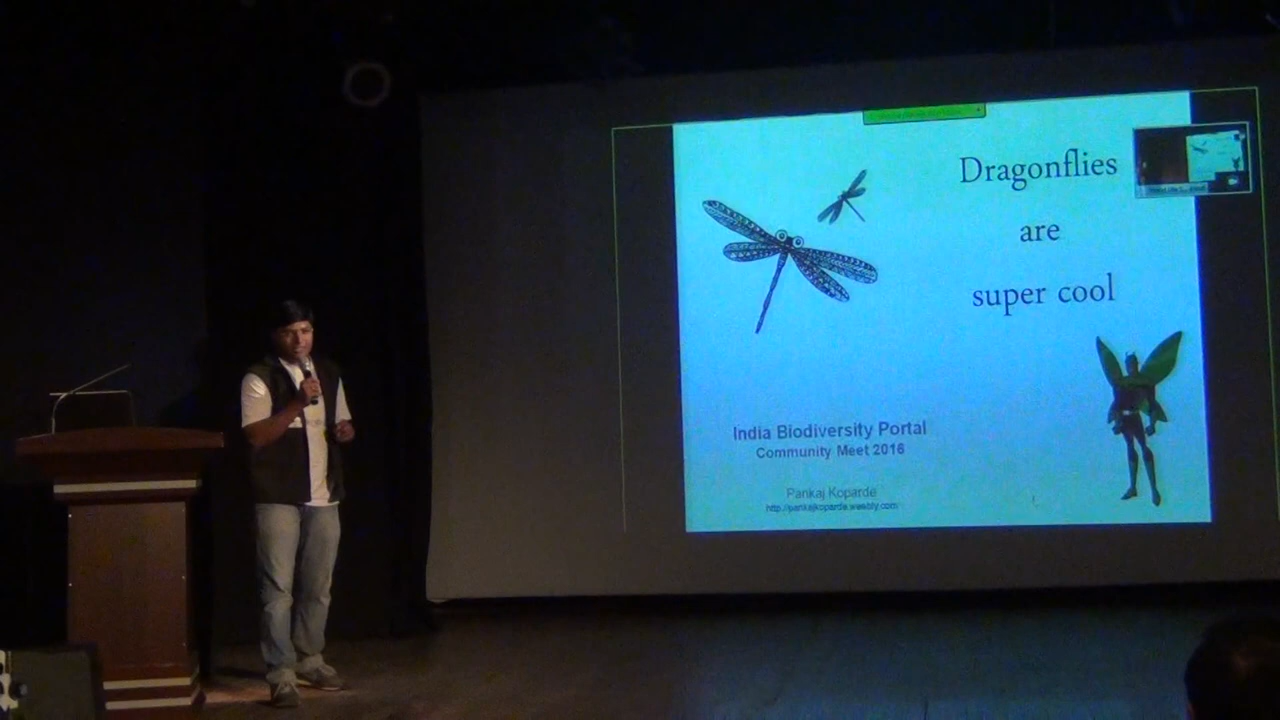 Dragonflies
are
super cool
India Biodiversity Portal
Community Meet 2016
Pankaj Koparde
http://pankajkoparde.weebly.com